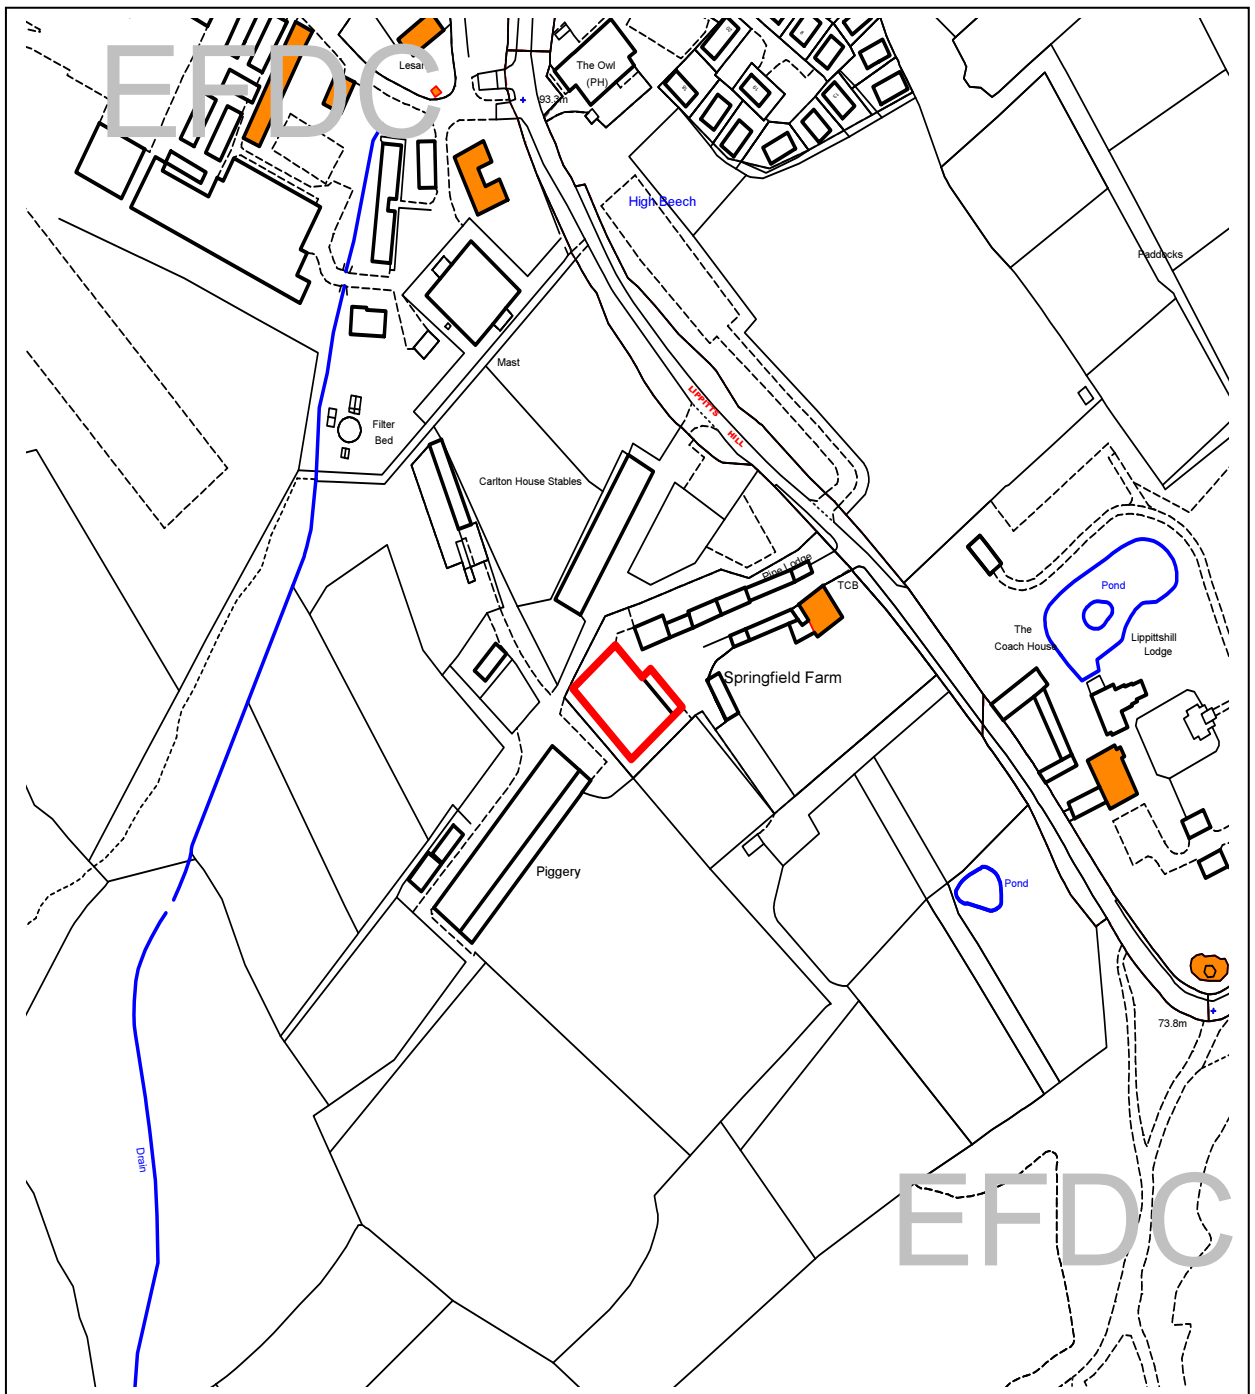 EFDC
Lesar
The Owl
(PH)
93.3m
High Beech
Paddocks
Mast
LIPPITTS
HILL
Filter
Bed
Carlton House Stables
Pine Lodge
TCB
Pond
The
Coach House
Lippittshill
Lodge
Springfield Farm
Piggery
Pond
73.8m
Drain
EFDC